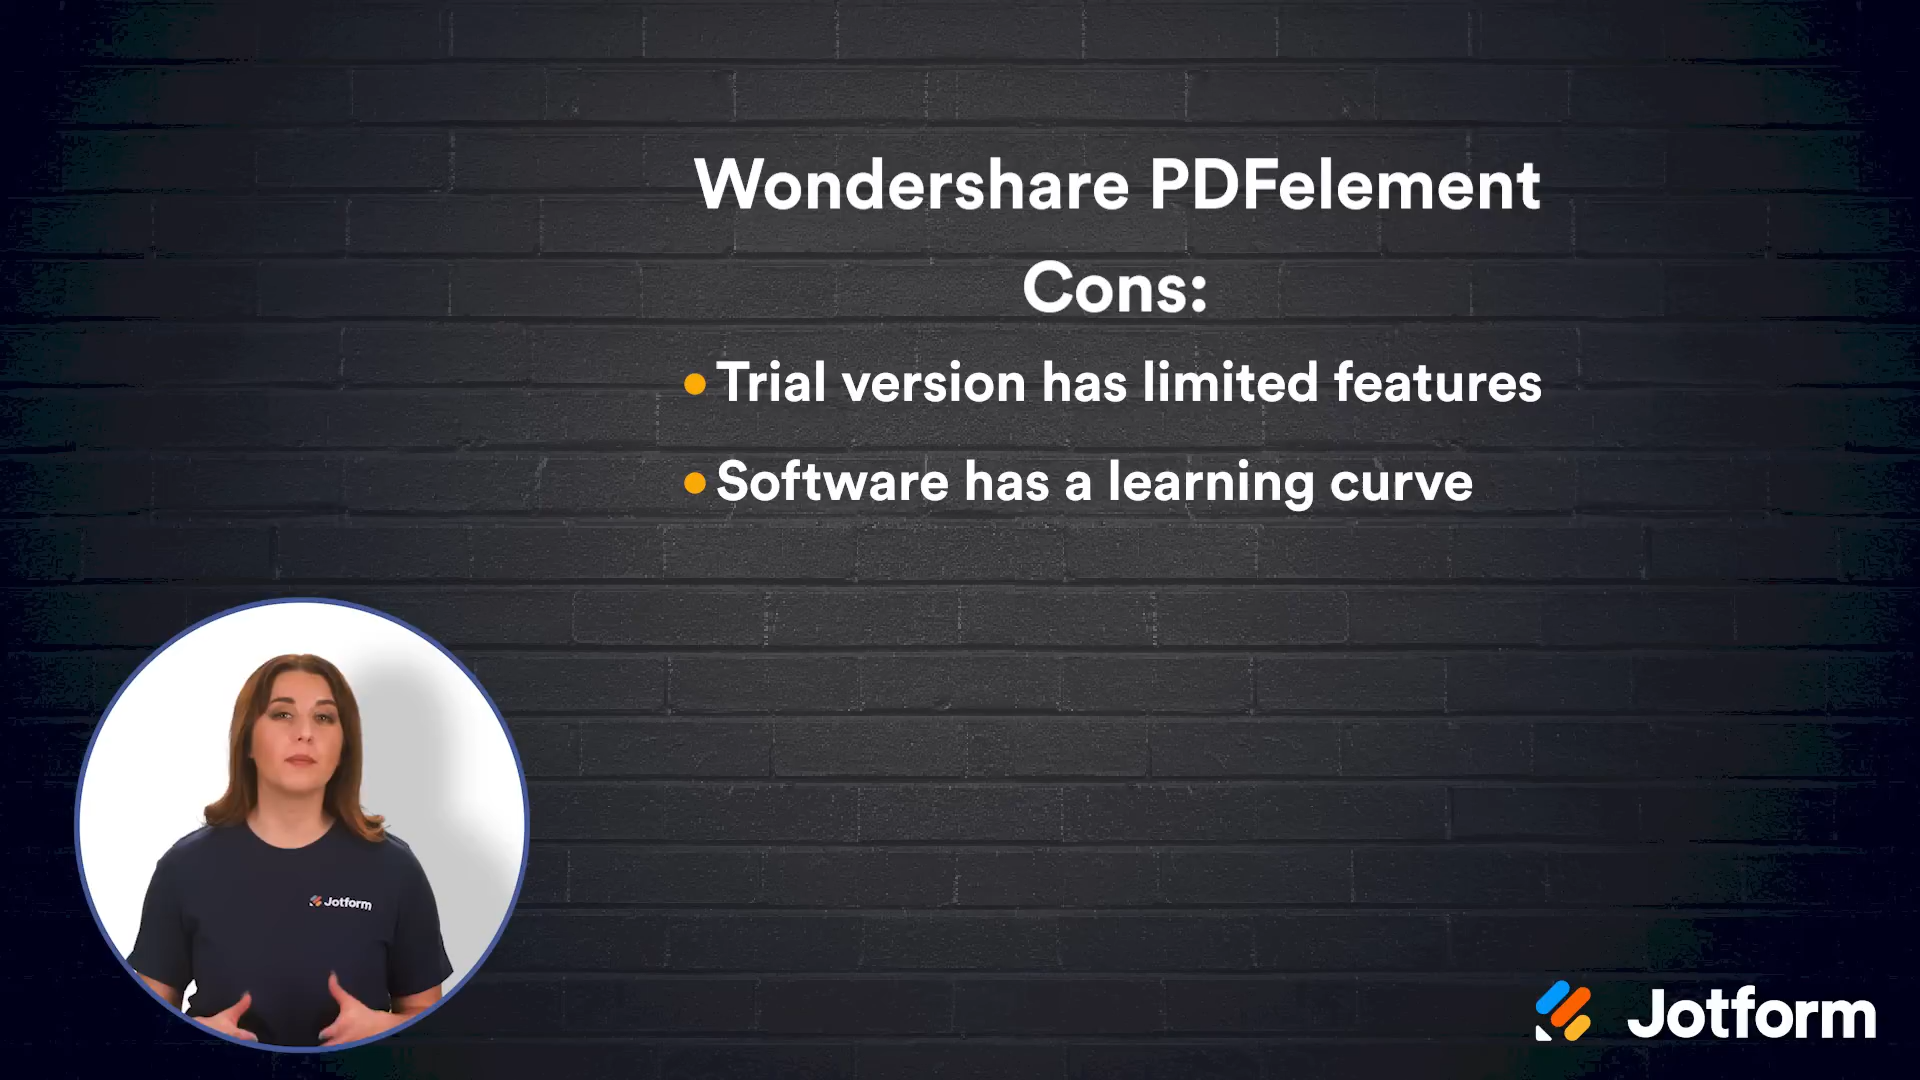 Wondershare PDFelement
Cons:
Trial version has limited features
Software has a learning curve
Jotform
Jotform